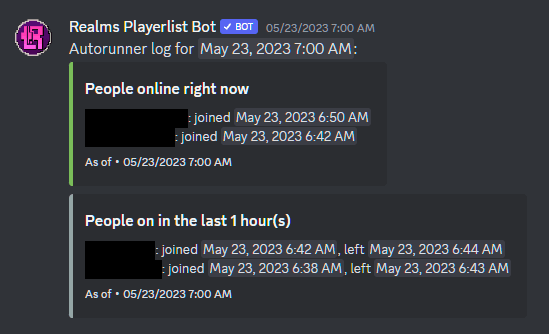 Realms Playerlist Bot ✓ BOT 05/23/2023 7:00 AM
Autorunner log for May 23, 2023 7:00 AM:
People online right now
: joined May 23, 2023 6:50 AM
: joined May 23, 2023 6:42 AM
As of • 05/23/2023 7:00 AM
People on in the last 1 hour(s)
: joined May 23, 2023 6:42 AM, left May 23, 2023 6:44 AM
: joined May 23, 2023 6:38 AM, left May 23, 2023 6:43 AM
As of • 05/23/2023 7:00 AM